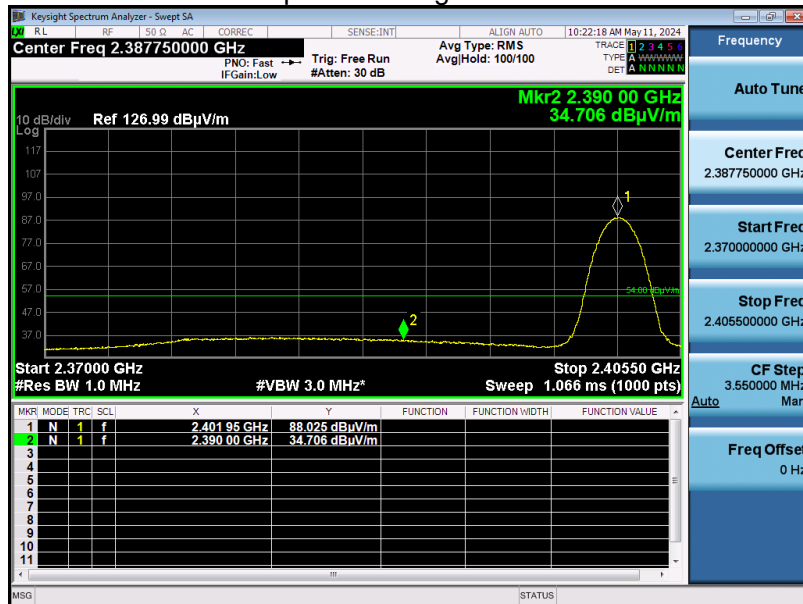 Keysight Spectrum Analyzer - Swept SA
RL RF 50 Ω AC CORREC SENSE:INT ALIGN AUTO 10:22:18 AM May 11, 2024
Center Freq 2.387750000 GHz
PNO: Fast
IFGain:Low
Trig: Free Run
#Atten: 30 dB
Avg Type: RMS
Avg|Hold: 100/100
TRACE 1 2 3 4 5 6
TYPE A WWWWW
DET A N N N N N
Frequency
Mkr2 2.390 00 GHz
34.706 dBµV/m
10 dB/div Ref 126.99 dBµV/m
Log
117
107
97.0
87.0
77.0
67.0
57.0
47.0
37.0
1
2
54.00 dBµV/m
Start 2.37000 GHz Stop 2.40550 GHz
#Res BW 1.0 MHz #VBW 3.0 MHz* Sweep 1.066 ms (1000 pts)
MKR MODE TRC SCL X Y FUNCTION FUNCTION WIDTH FUNCTION VALUE
1 N 1 f 2.401 95 GHz 88.025 dBµV/m
2 N 1 f 2.390 00 GHz 34.706 dBµV/m
3
4
5
6
7
8
9
10
11
MSG STATUS
Auto Tune
Center Freq
2.387750000 GHz
Start Freq
2.370000000 GHz
Stop Freq
2.405500000 GHz
CF Step
3.550000 MHz
Auto Man
Freq Offset
0 Hz